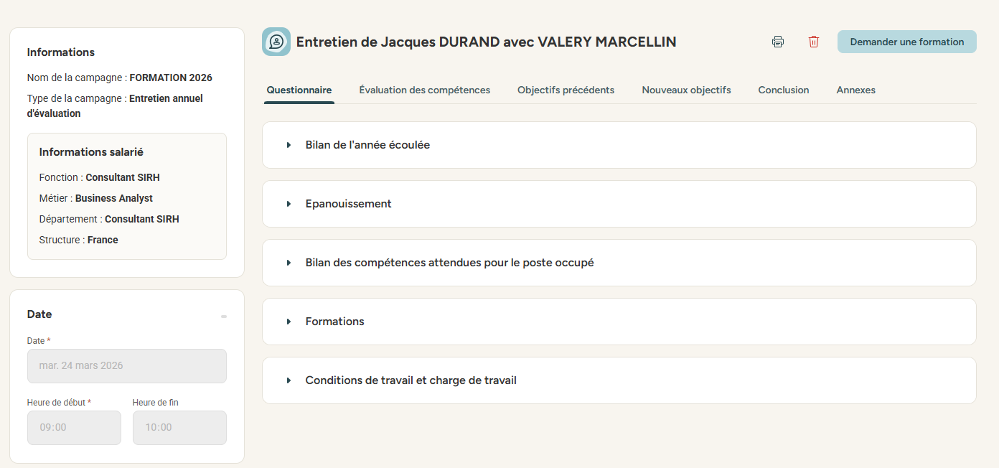 Informations
Nom de la campagne : FORMATION 2026
Type de la campagne : Entretien annuel
d'évaluation
Informations salarié
Fonction : Consultant SIRH
Métier : Business Analyst
Département : Consultant SIRH
Structure : France
Date
Date *
mar. 24 mars 2026
Heure de début * Heure de fin
09:00 10:00
Entretien de Jacques DURAND avec VALERY MARCELLIN
Demander une formation
Questionnaire Évaluation des compétences Objectifs précédents Nouveaux objectifs Conclusion Annexes
Bilan de l'année écoulée
Epanouissement
Bilan des compétences attendues pour le poste occupé
Formations
Conditions de travail et charge de travail